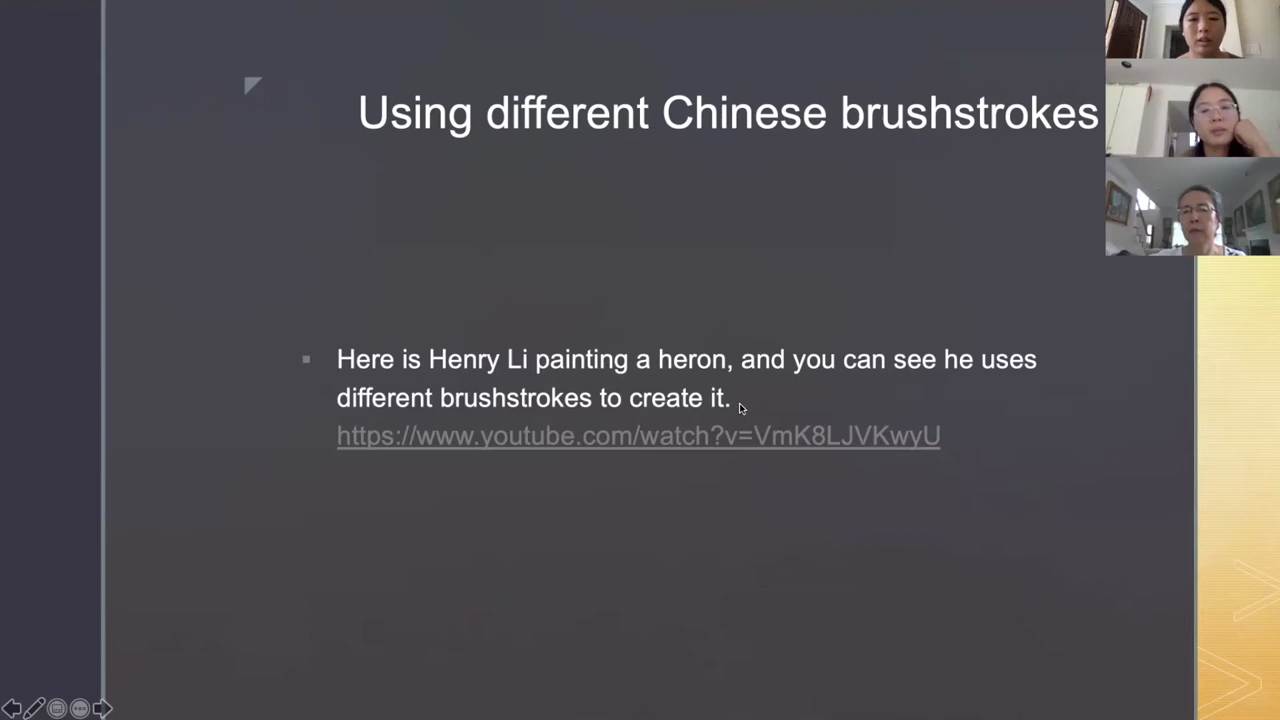 Using different Chinese brushstrokes
Here is Henry Li painting a heron, and you can see he uses
different brushstrokes to create it.
https://www.youtube.com/watch?v=VmK8LJVKwyU